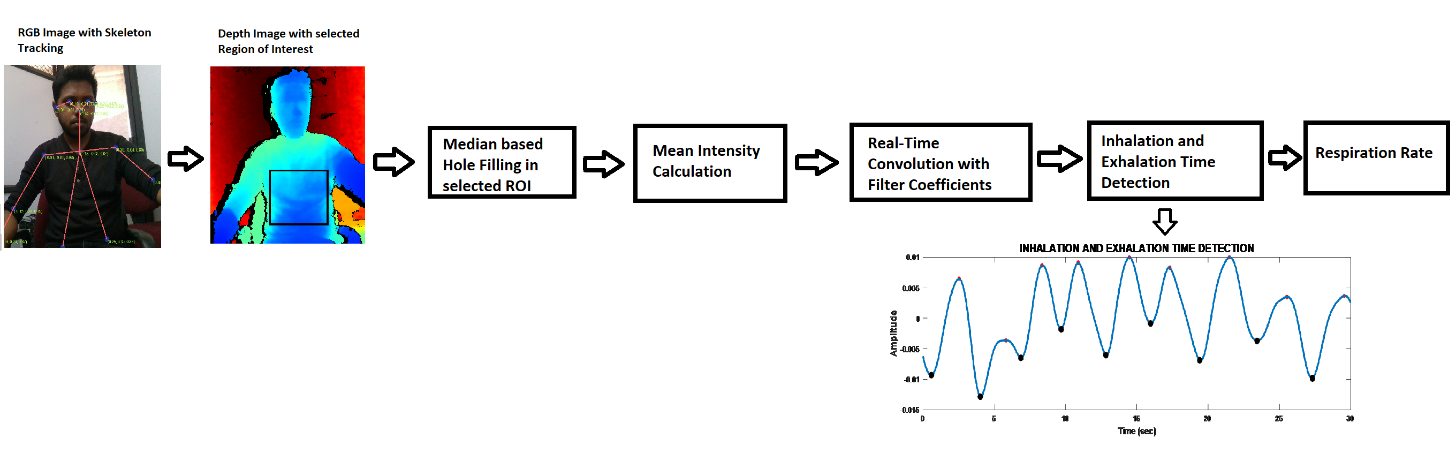 RGB Image with Skeleton
Tracking
Depth Image with selected
Region of Interest
Median based
Hole Filling in
selected ROI
Mean Intensity
Calculation
Real-Time
Convolution with
Filter Coefficients
Inhalation and
Exhalation Time
Detection
Respiration Rate
INHALATION AND EXHALATION TIME DETECTION
Amplitude
0.01
0.005
0
-0.005
-0.01
-0.015
0 5 10 15 20 25 30
Time (sec)